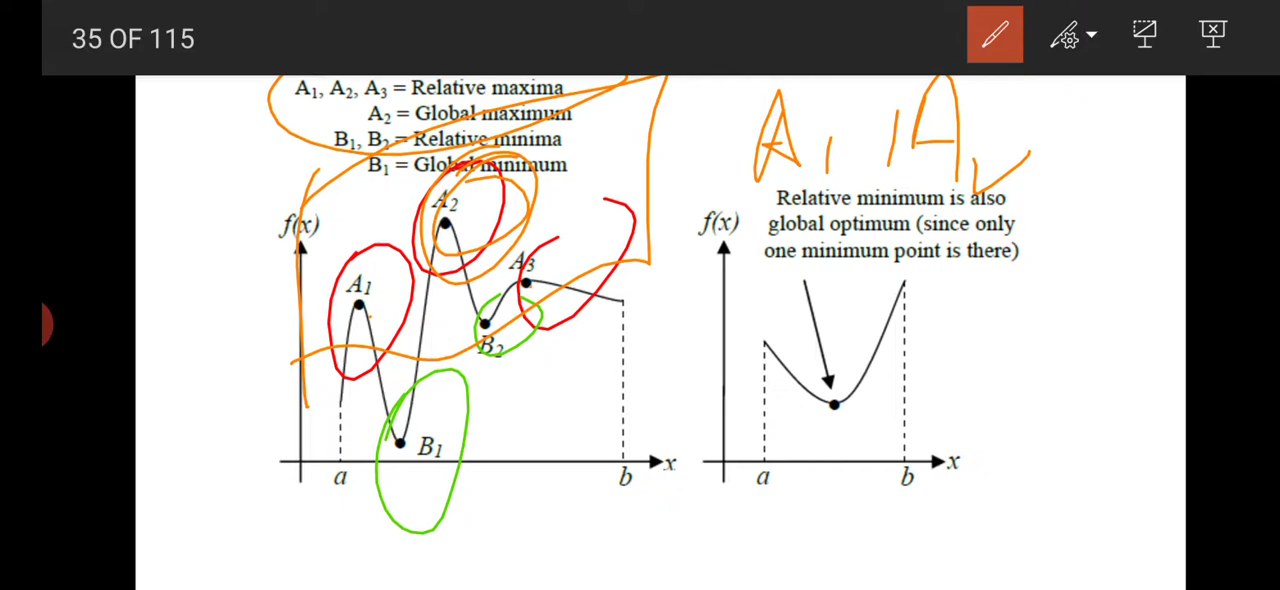 35 OF 115
A1, A2, A3 = Relative maxima
A2 = Global maximum
B1, B2 = Relative minima
B1 = Global minimum
A1, A2
Relative minimum is also
global optimum (since only
one minimum point is there)
f(x)
A2
A1
A3
B2
B1
a
b
x
f(x)
a
b
x